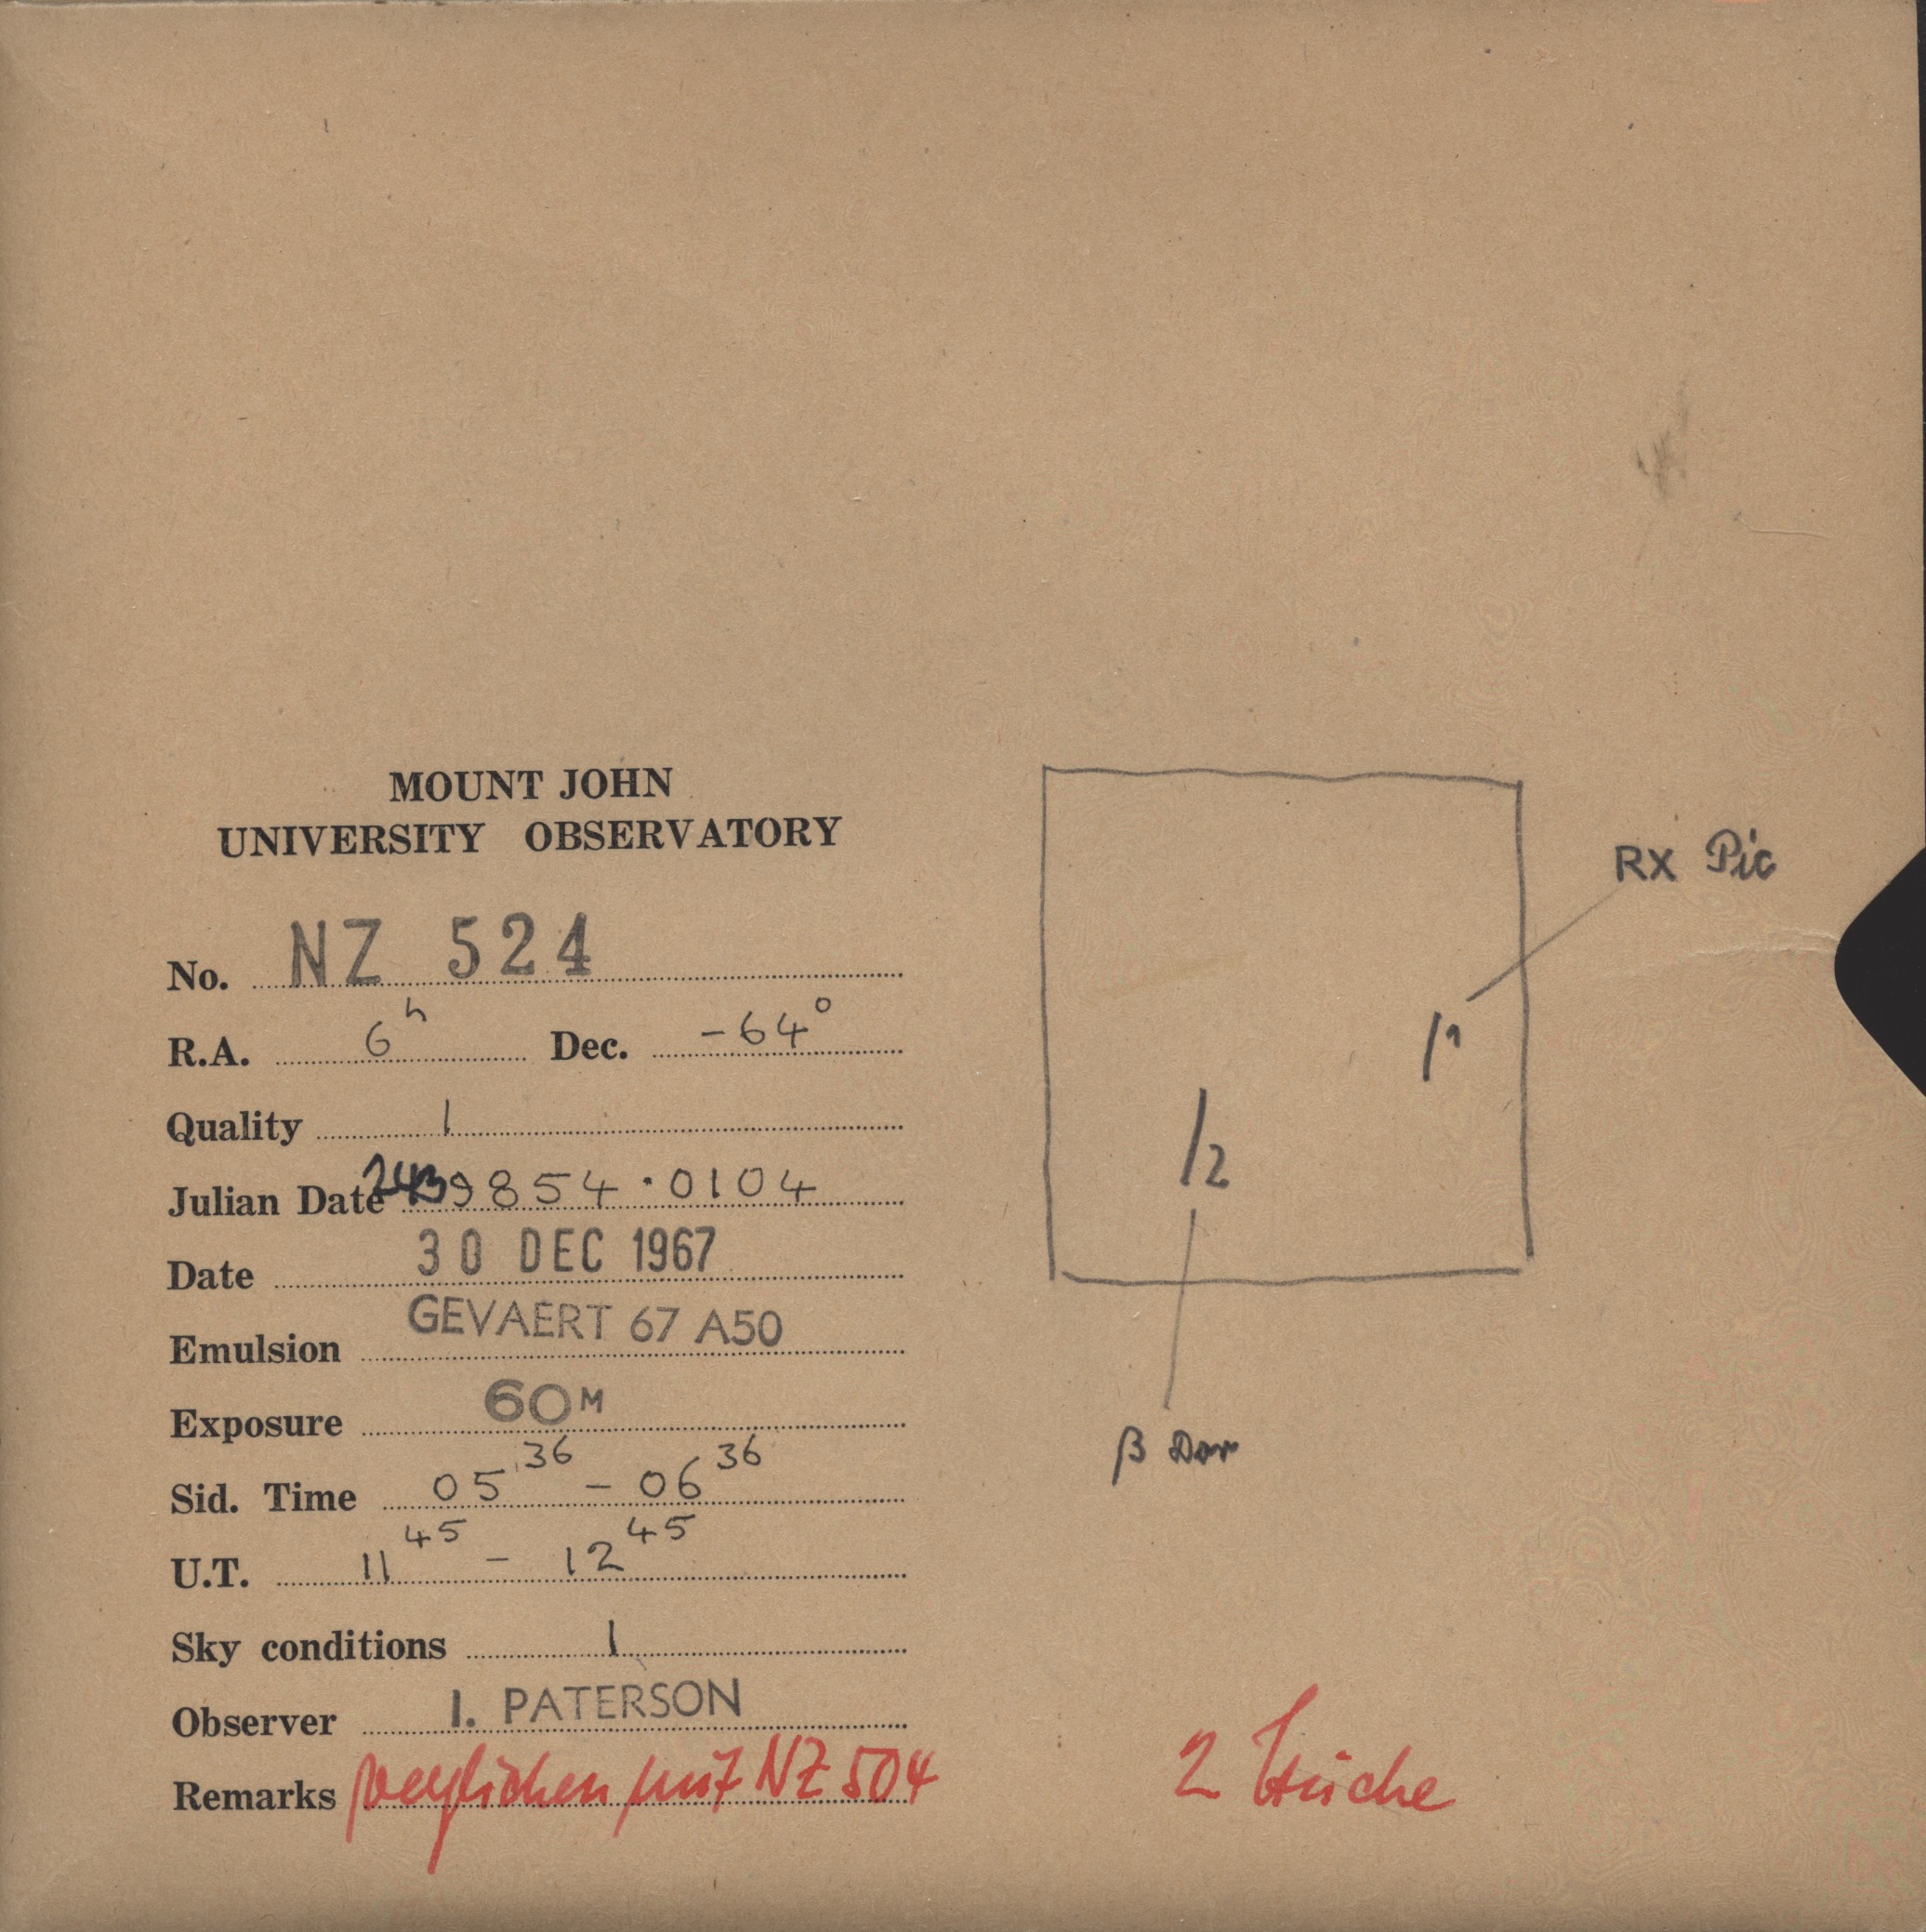 MOUNT JOHN
UNIVERSITY OBSERVATORY
No. NZ 524
R.A. 6h Dec. -64°
Quality 1
Julian Date 2439854.0104
Date 30 DEC 1967
Emulsion GEVAERT 67 A50
Exposure 60M
Sid. Time 05 36 - 06 36
U.T. 11 45 - 12 45
Sky conditions 1
Observer I. PATERSON
Remarks verglichen mit NZ 504
RX Pic
1
2
β Dor
2 Striche